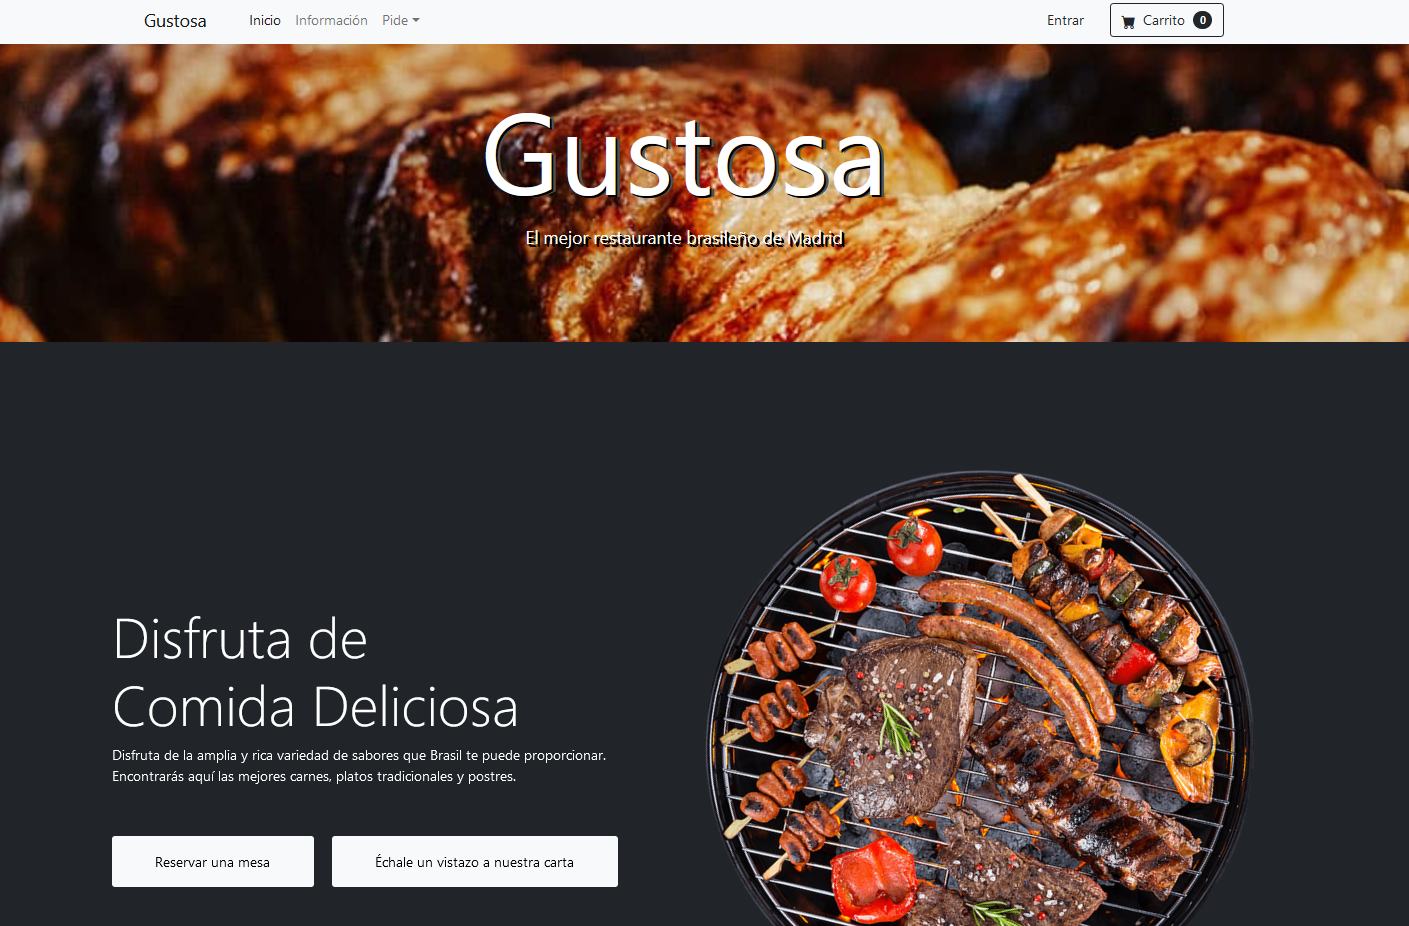 Gustosa Inicio Información Pide Entrar Carrito 0
Gustosa
El mejor restaurante brasileño de Madrid
Disfruta de
Comida Deliciosa
Disfruta de la amplia y rica variedad de sabores que Brasil te puede proporcionar.
Encontrarás aquí las mejores carnes, platos tradicionales y postres.
Reservar una mesa Échale un vistazo a nuestra carta